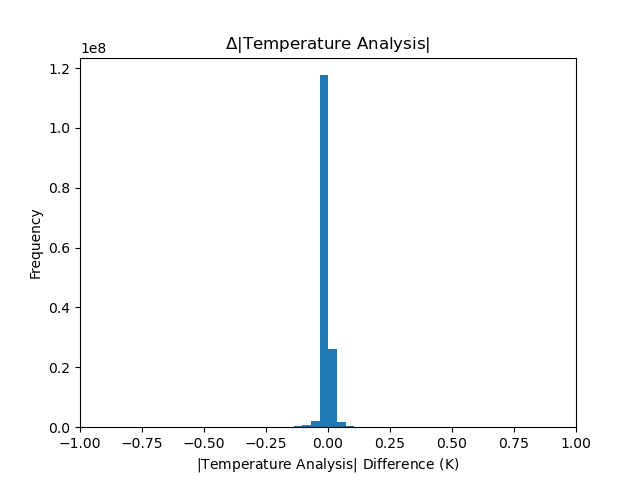 Δ|Temperature Analysis|
1e8
1.2
1.0
0.8
0.6
0.4
0.2
0.0
Frequency
−1.00 −0.75 −0.50 −0.25 0.00 0.25 0.50 0.75 1.00
|Temperature Analysis| Difference (K)